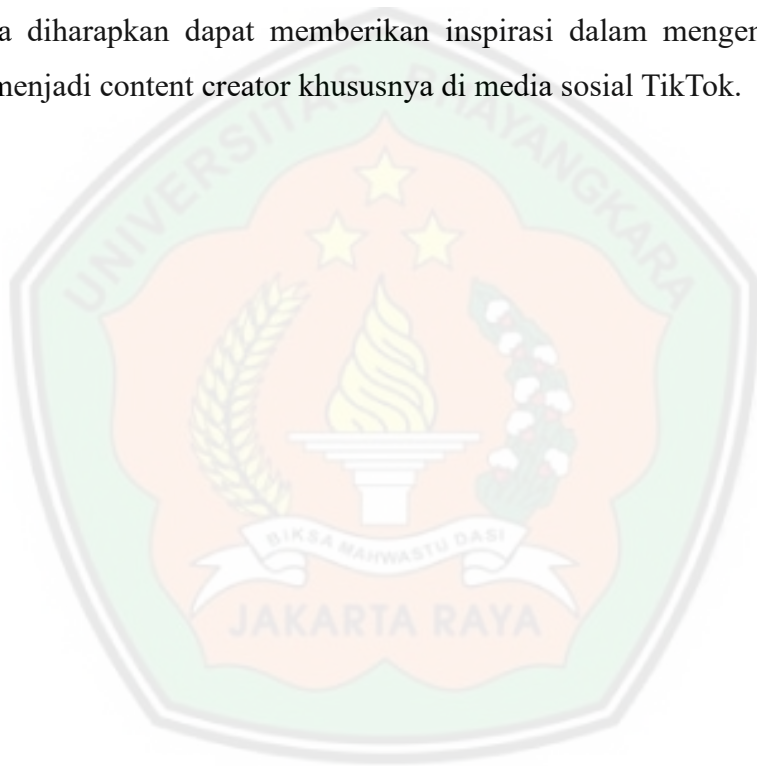 a diharapkan dapat memberikan inspirasi dalam
menjadi content creator khususnya di media sosial TikTok.
UNIVERSITAS BHAYANGKARA
BIKSA MAHWASTU DASI
JAKARTA RAYA